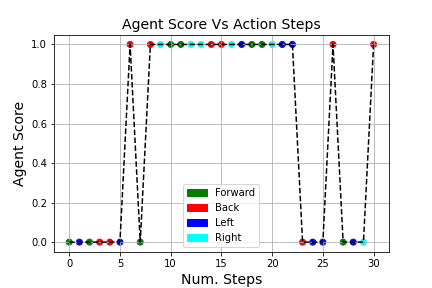 Agent Score Vs Action Steps
Agent Score
1.0
0.8
0.6
0.4
0.2
0.0
Forward
Back
Left
Right
0 5 10 15 20 25 30
Num. Steps